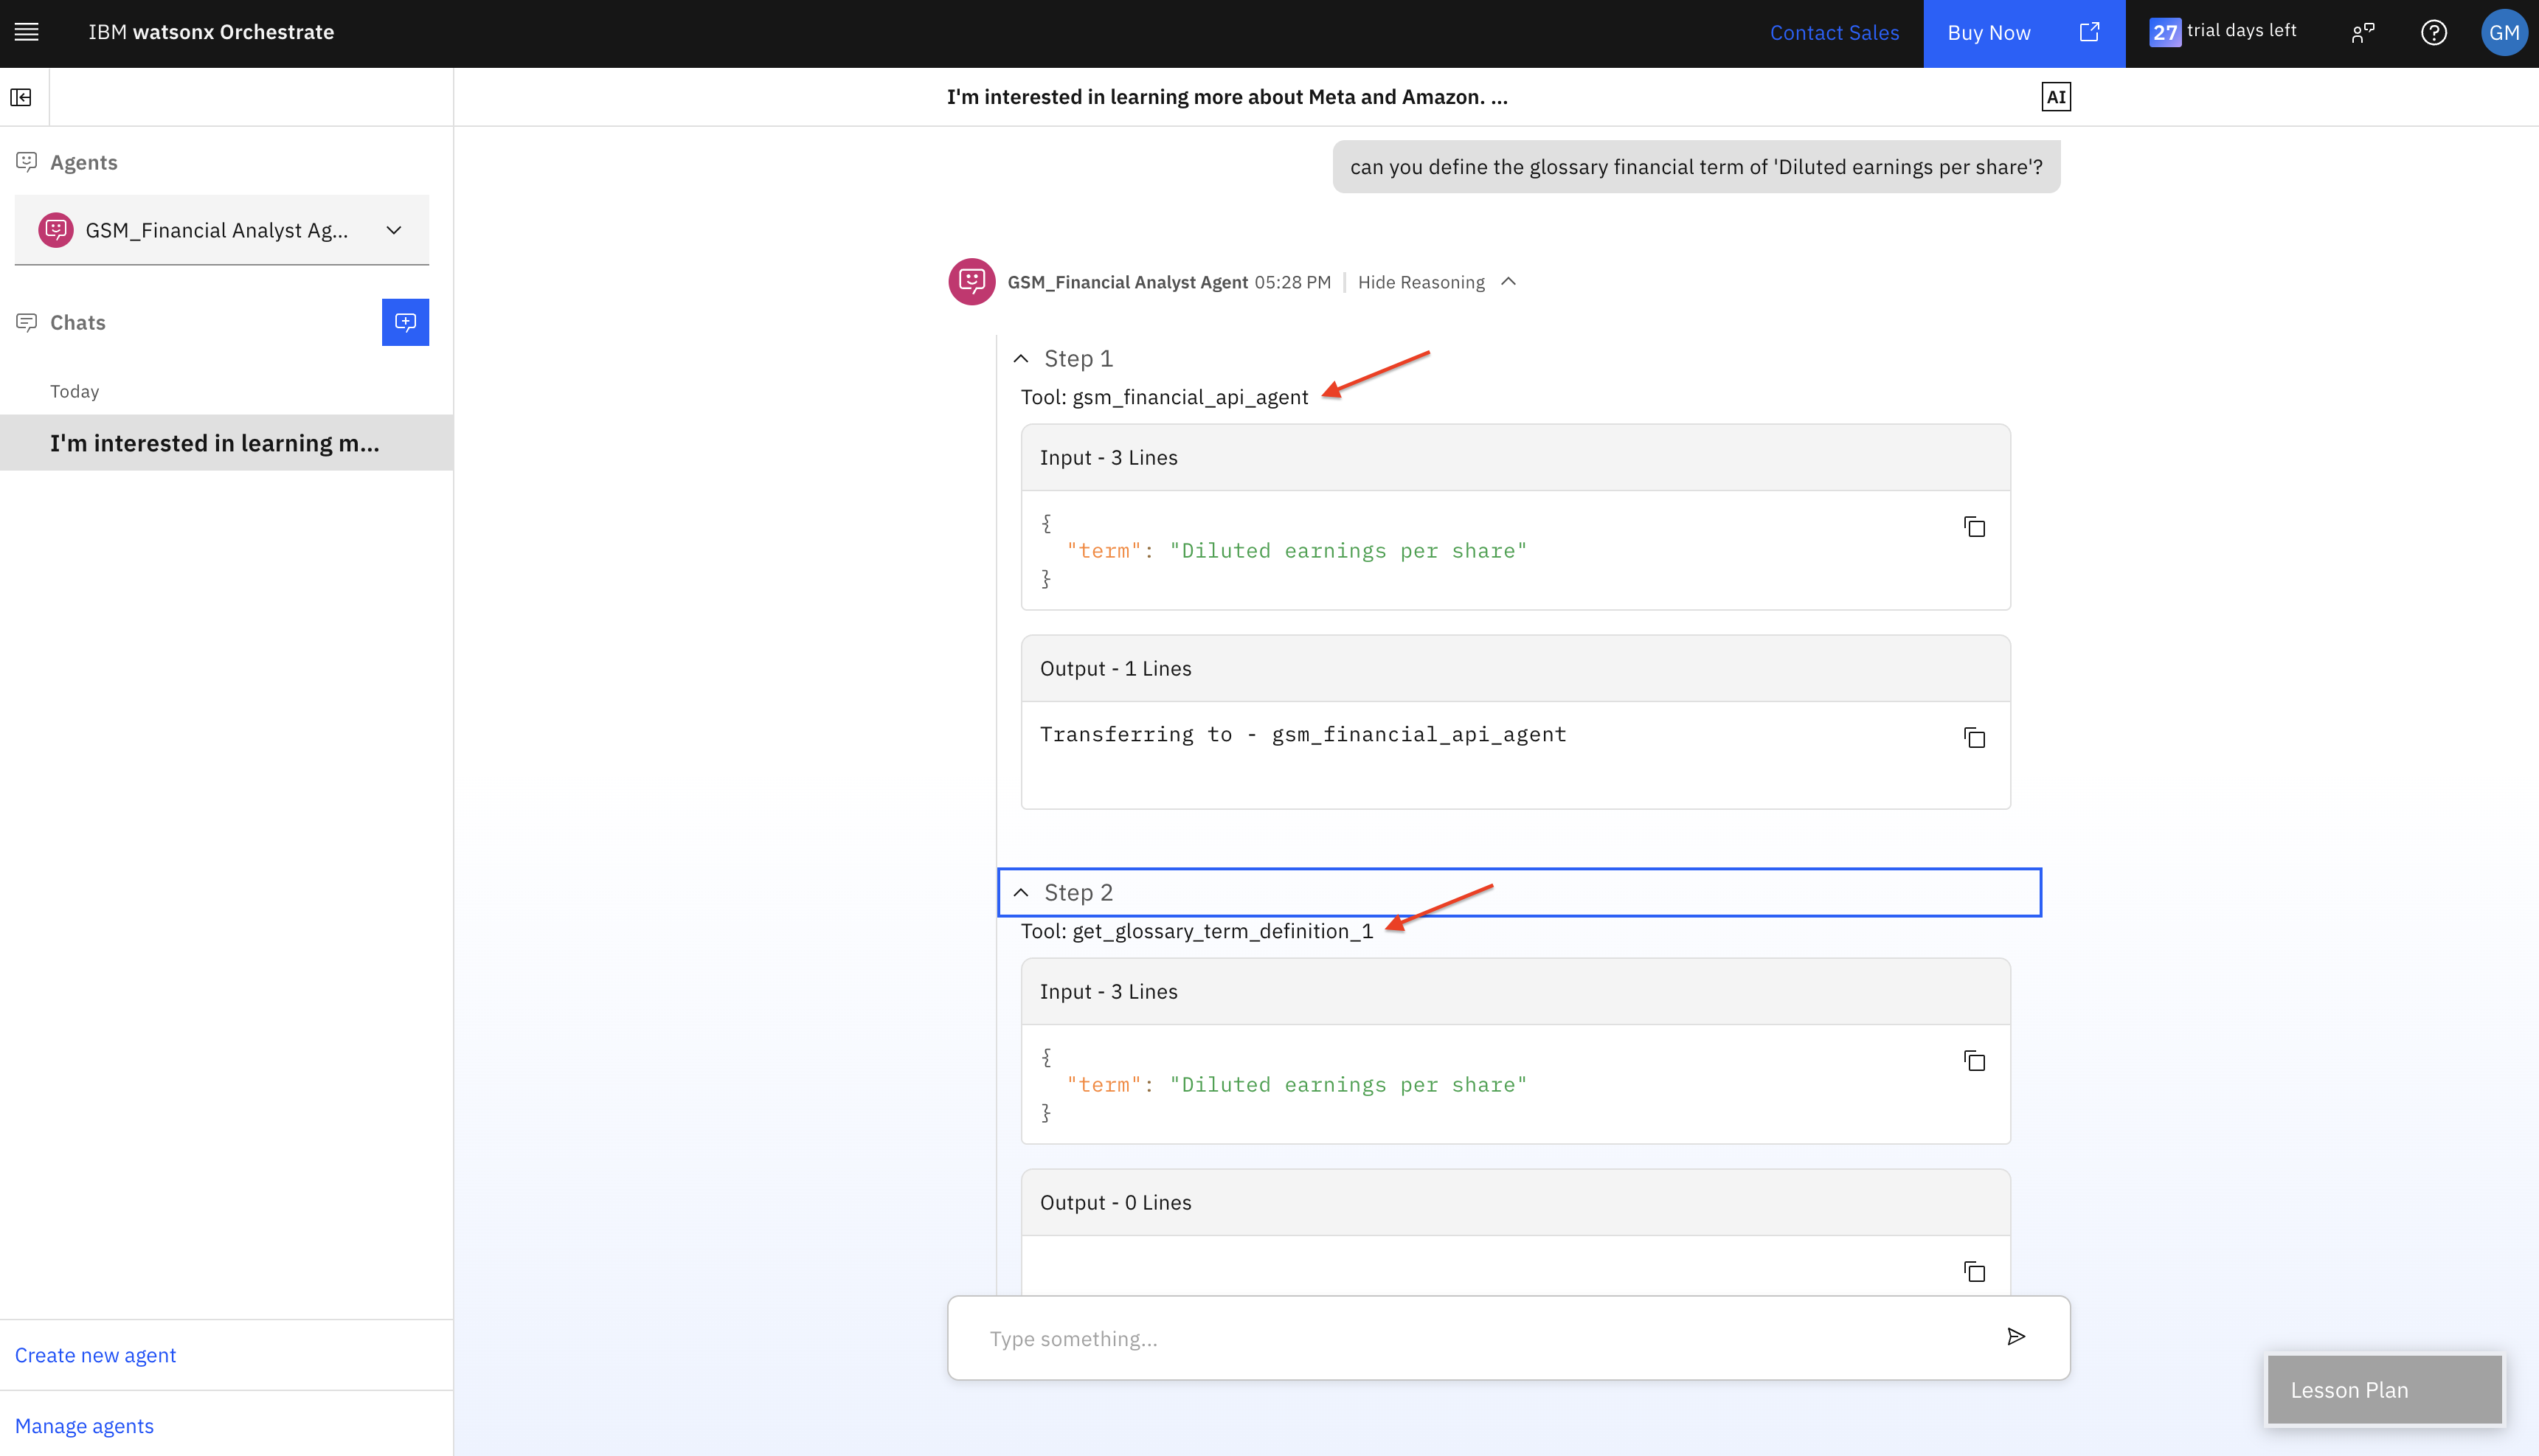 IBM watsonx Orchestrate
Contact Sales
Buy Now
27 trial days left
GM
I'm interested in learning more about Meta and Amazon. ...
AI
Agents
GSM_Financial Analyst Ag...
Chats
Today
I'm interested in learning m...
Create new agent
Manage agents
can you define the glossary financial term of 'Diluted earnings per share'?
GSM_Financial Analyst Agent 05:28 PM | Hide Reasoning
Step 1
Tool: gsm_financial_api_agent
Input - 3 Lines
{
"term": "Diluted earnings per share"
}
Output - 1 Lines
Transferring to - gsm_financial_api_agent
Step 2
Tool: get_glossary_term_definition_1
Input - 3 Lines
{
"term": "Diluted earnings per share"
}
Output - 0 Lines
Type something...
Lesson Plan